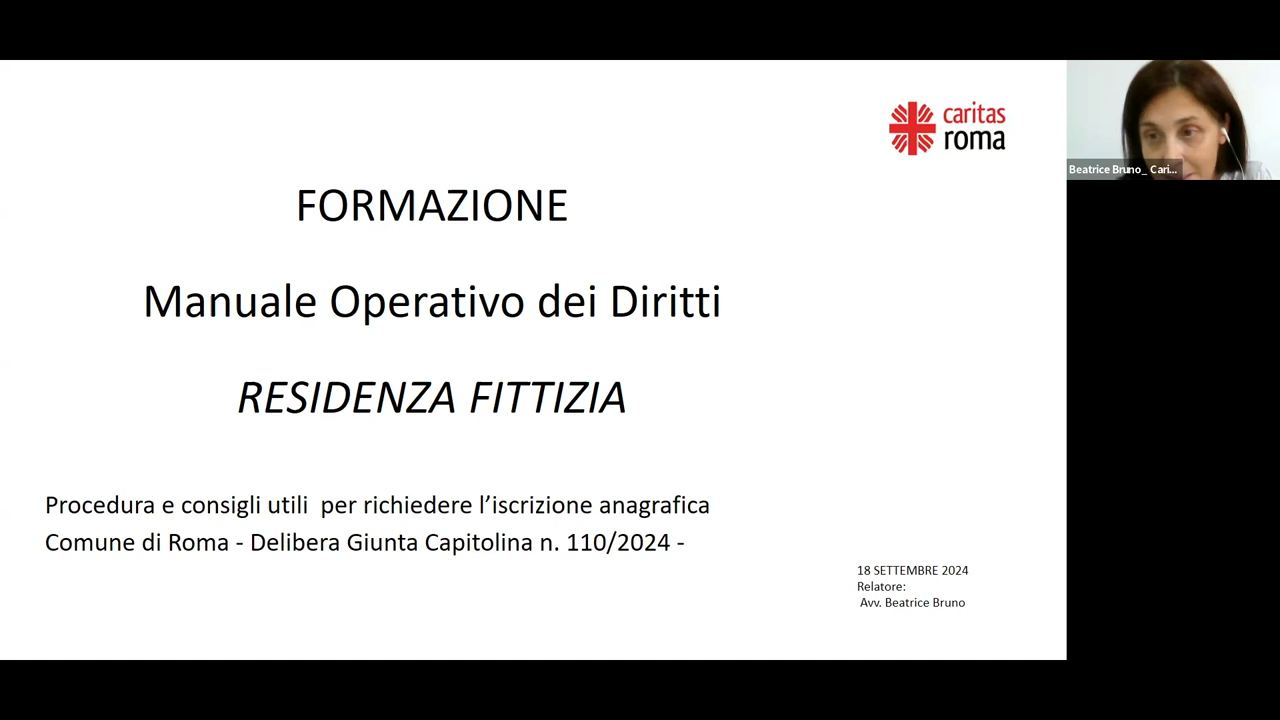 caritas
roma
FORMAZIONE
Manuale Operativo dei Diritti
RESIDENZA FITTIZIA
Procedura e consigli utili  per richiedere l’iscrizione anagrafica
Comune di Roma - Delibera Giunta Capitolina n. 110/2024 -
18 SETTEMBRE 2024
Relatore:
Avv. Beatrice Bruno
Beatrice Bruno_ Cari...